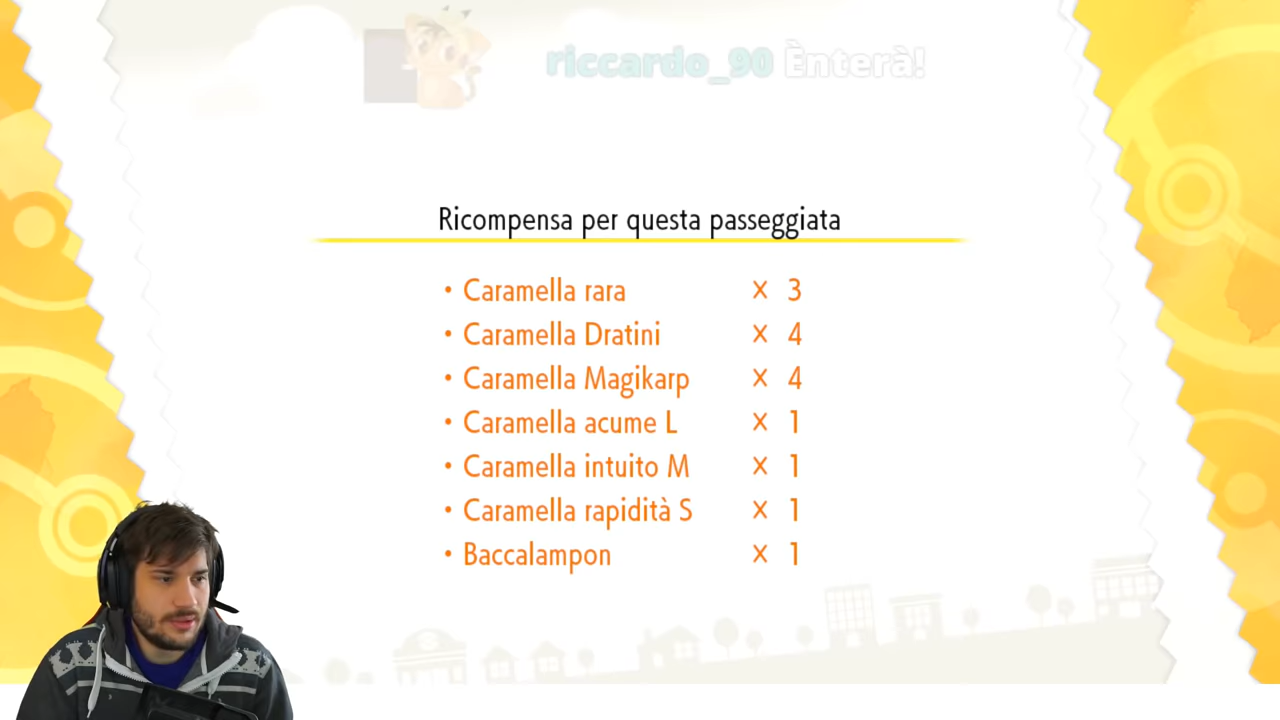 riccardo_90 Ènterà!
Ricompensa per questa passeggiata
• Caramella rara × 3
• Caramella Dratini × 4
• Caramella Magikarp × 4
• Caramella acume L × 1
• Caramella intuito M × 1
• Caramella rapidità S × 1
• Baccalampon × 1